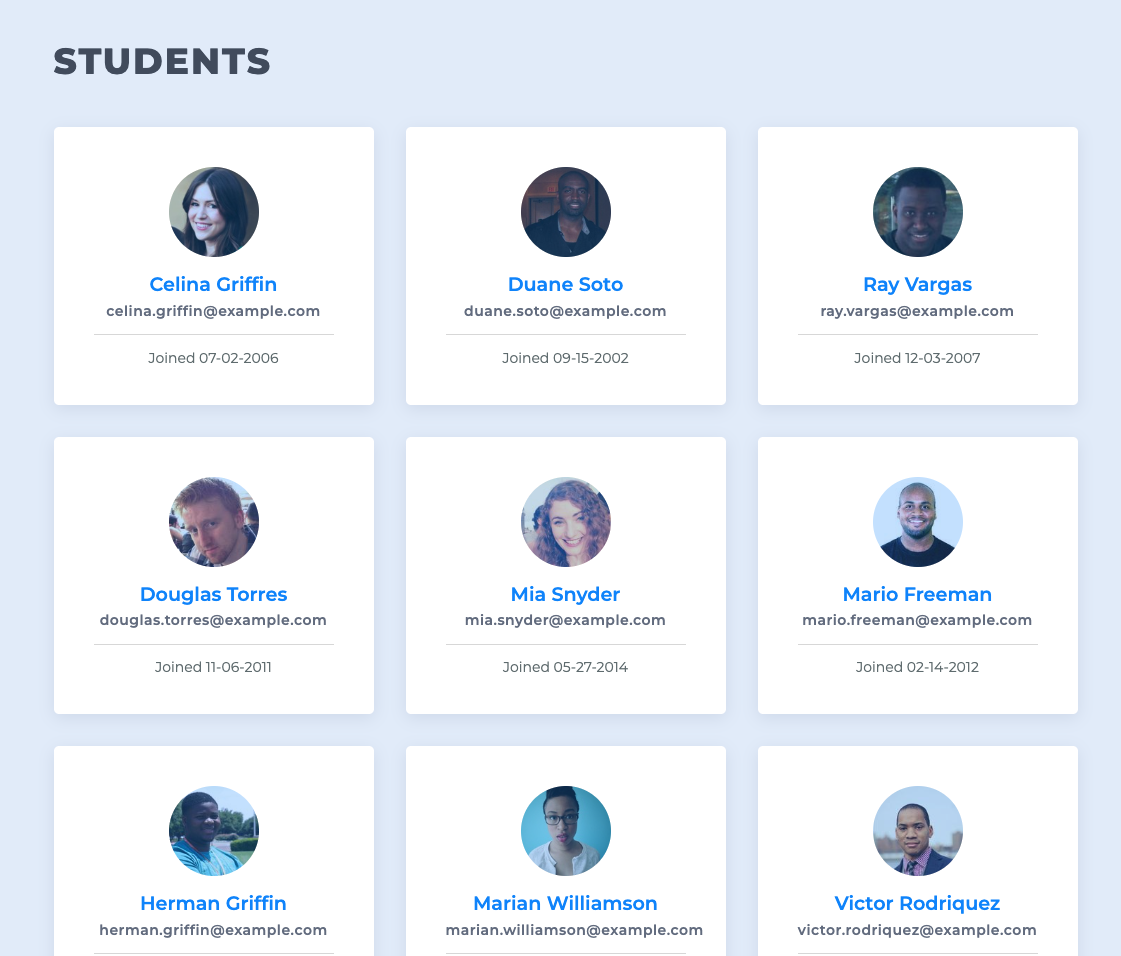 STUDENTS
Celina Griffin
celina.griffin@example.com
Joined 07-02-2006
Duane Soto
duane.soto@example.com
Joined 09-15-2002
Ray Vargas
ray.vargas@example.com
Joined 12-03-2007
Douglas Torres
douglas.torres@example.com
Joined 11-06-2011
Mia Snyder
mia.snyder@example.com
Joined 05-27-2014
Mario Freeman
mario.freeman@example.com
Joined 02-14-2012
Herman Griffin
herman.griffin@example.com
Marian Williamson
marian.williamson@example.com
Victor Rodriquez
victor.rodriquez@example.com